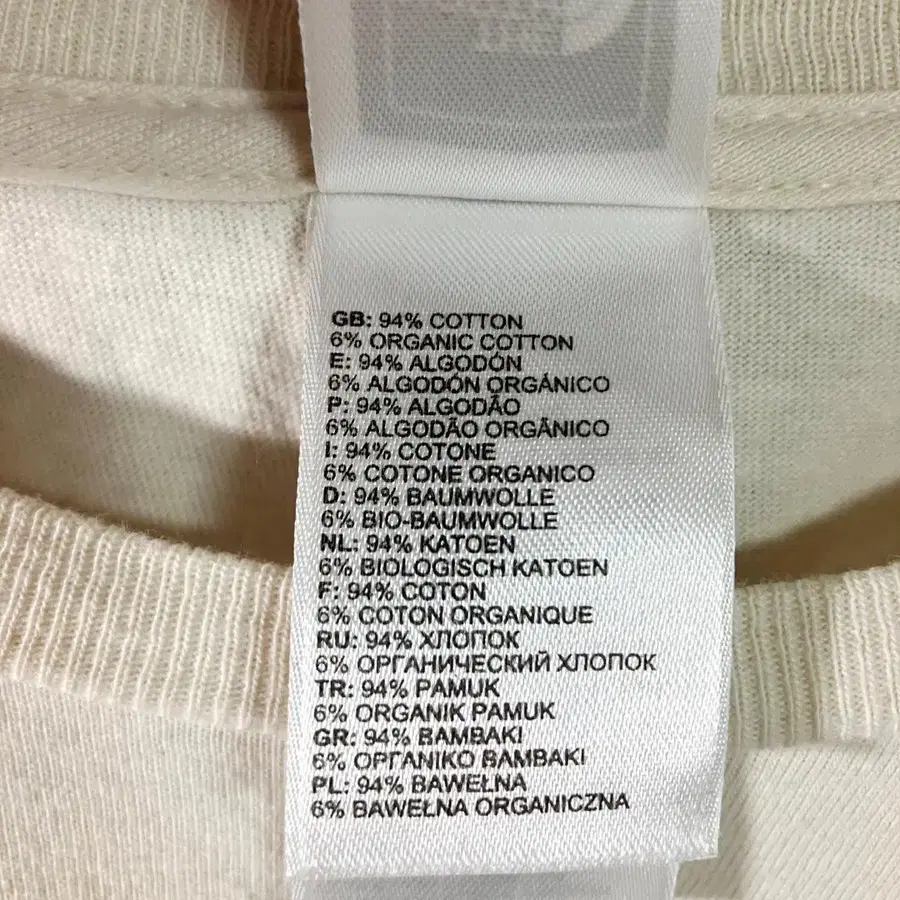 GB: 94% COTTON
6% ORGANIC COTTON
E: 94% ALGODÓN
6% ALGODÓN ORGÁNICO
P: 94% ALGODÃO
6% ALGODÃO ORGÂNICO
I: 94% COTONE
6% COTONE ORGANICO
D: 94% BAUMWOLLE
6% BIO-BAUMWOLLE
NL: 94% KATOEN
6% BIOLOGISCH KATOEN
F: 94% COTON
6% COTON ORGANIQUE
RU: 94% ХЛОПОК
6% ОРГАНИЧЕСКИЙ ХЛОПОК
TR: 94% PAMUK
6% ORGANIK PAMUK
GR: 94% ΒΑΜΒΑΚΙ
6% ΟΡΓΑΝΙΚΟ ΒΑΜΒΑΚΙ
PL: 94% BAWEŁNA
6% BAWEŁNA ORGANICZNA